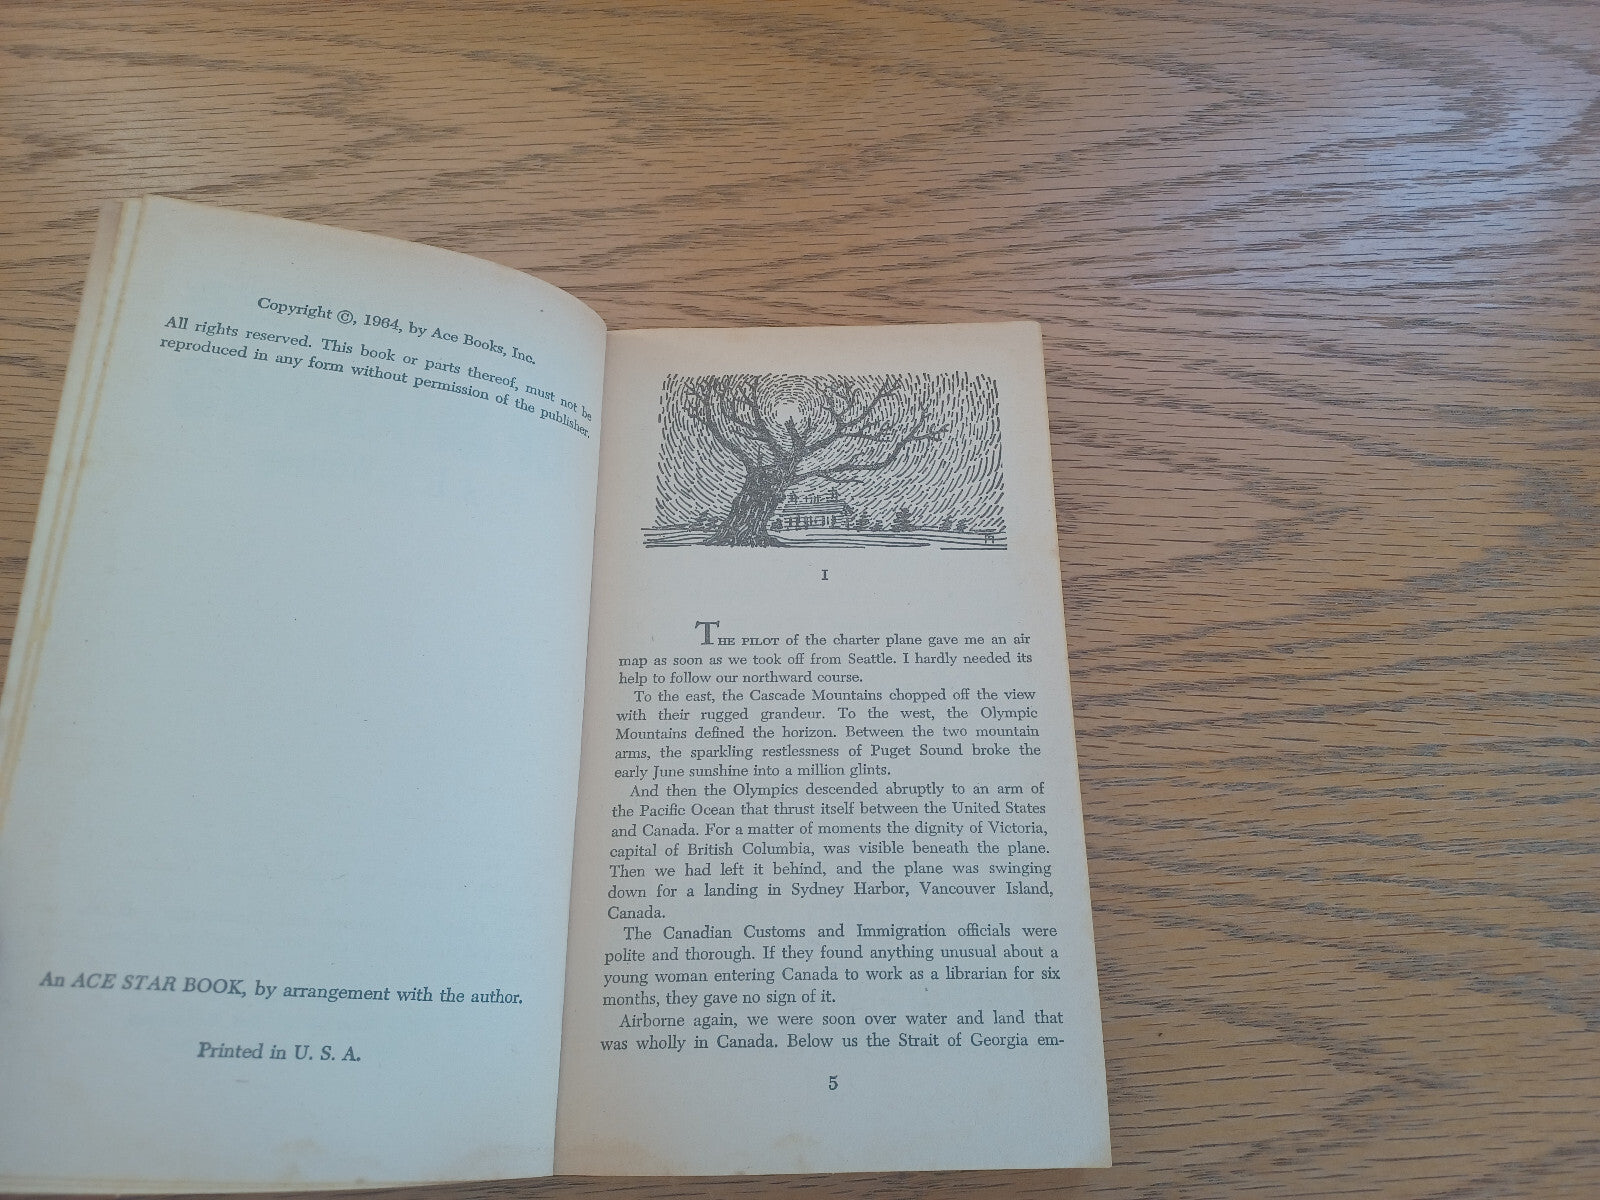 Copyright ©, 1964, by Ace Books, Inc.
All rights reserved. This book or parts thereof, must not be
reproduced in any form without permission of the publisher.
An ACE STAR BOOK, by arrangement with the author.
Printed in U. S. A.
I
THE PILOT of the charter plane gave me an air
map as soon as we took off from Seattle. I hardly needed its
help to follow our northward course.
To the east, the Cascade Mountains chopped off the view
with their rugged grandeur. To the west, the Olympic
Mountains defined the horizon. Between the two mountain
arms, the sparkling restlessness of Puget Sound broke the
early June sunshine into a million glints.
And then the Olympics descended abruptly to an arm of
the Pacific Ocean that thrust itself between the United States
and Canada. For a matter of moments the dignity of Victoria,
capital of British Columbia, was visible beneath the plane.
Then we had left it behind, and the plane was swinging
down for a landing in Sydney Harbor, Vancouver Island,
Canada.
The Canadian Customs and Immigration officials were
polite and thorough. If they found anything unusual about a
young woman entering Canada to work as a librarian for six
months, they gave no sign of it.
Airborne again, we were soon over water and land that
was wholly in Canada. Below us the Strait of Georgia em-
5